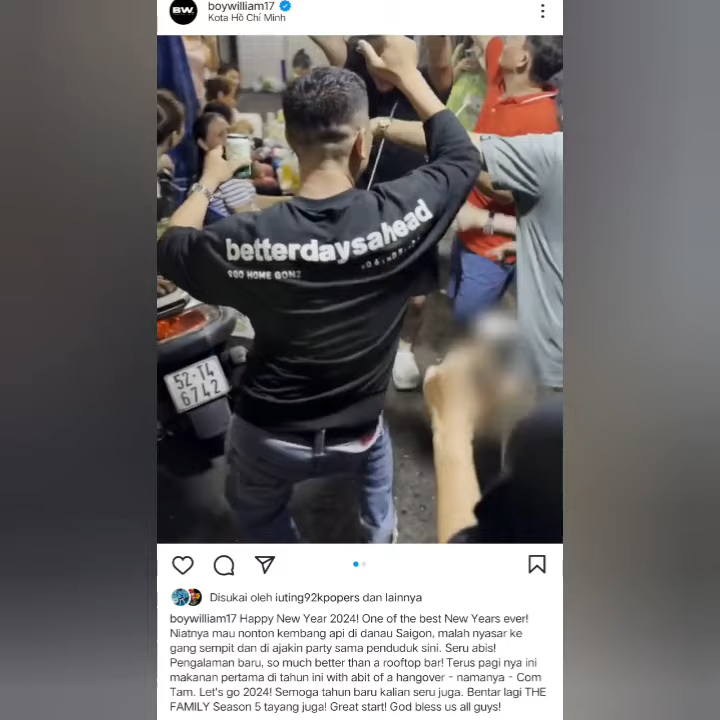 BW.
boywilliam17
Kota Hồ Chí Minh
betterdaysahead
52-T4
6742
Disukai oleh iuting92kpopers dan lainnya
boywilliam17 Happy New Year 2024! One of the best New Years ever!
Niatnya mau nonton kembang api di danau Saigon, malah nyasar ke
gang sempit dan di ajakin party sama penduduk sini. Seru abis!
Pengalaman baru, so much better than a rooftop bar! Terus pagi nya ini
makanan pertama di tahun ini with abit of a hangover - namanya - Com
Tam. Let's go 2024! Semoga tahun baru kalian seru juga. Bentar lagi THE
FAMILY Season 5 tayang juga! Great start! God bless us all guys!